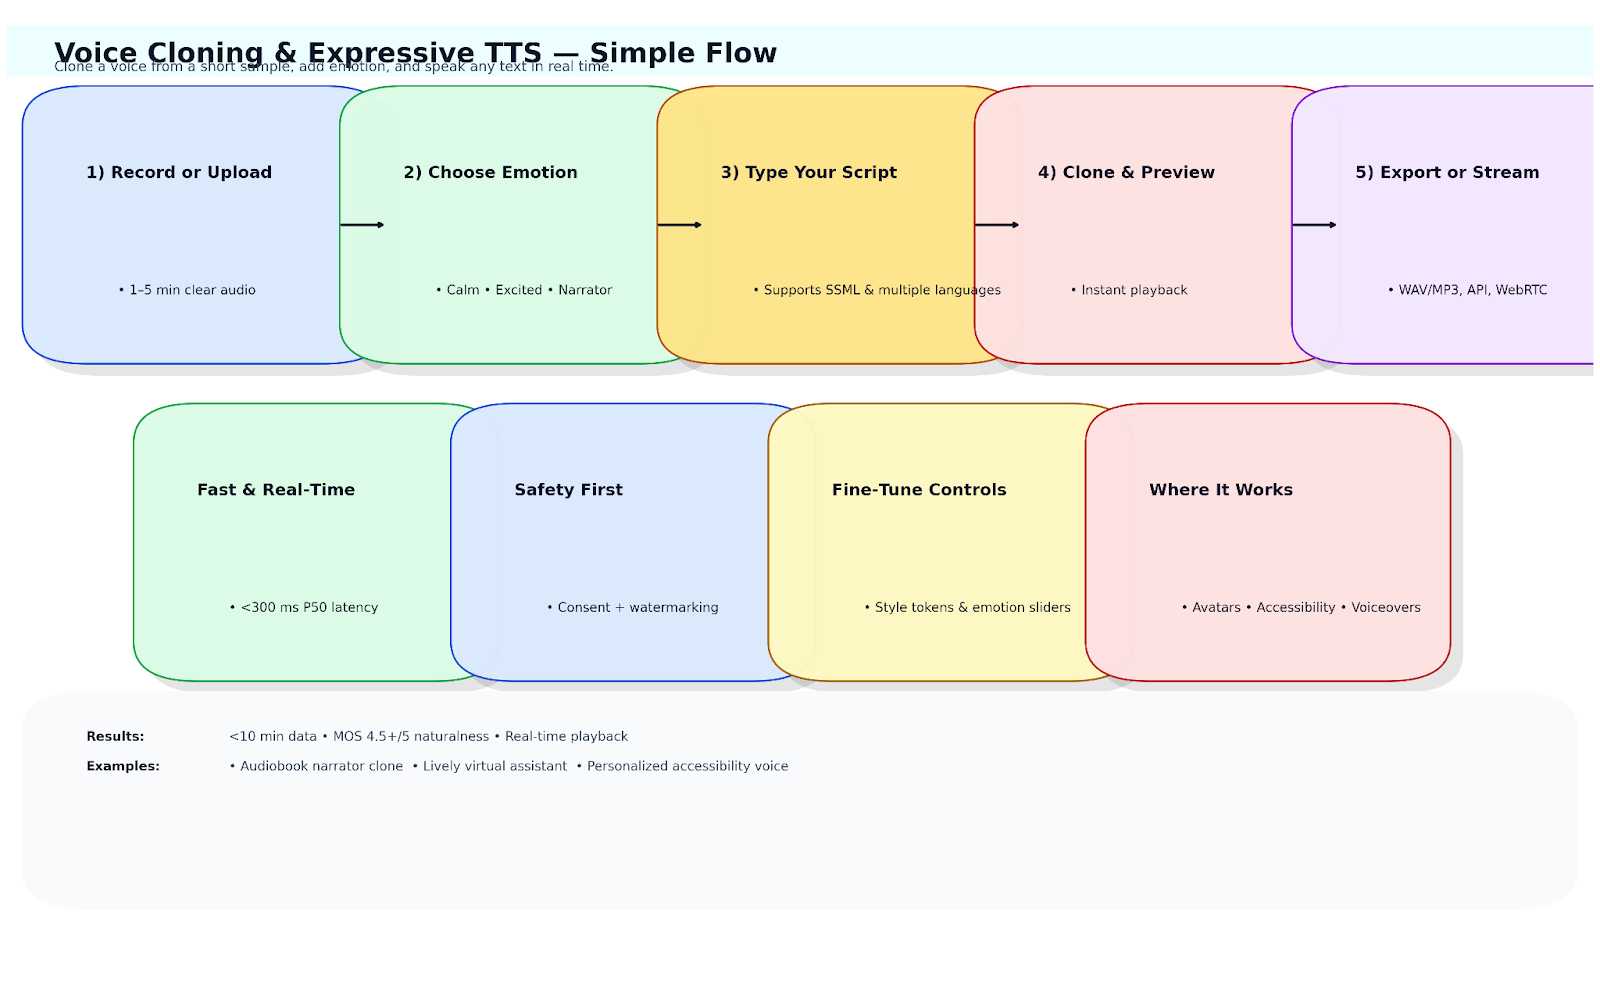 Voice Cloning & Expressive TTS — Simple Flow
Clone a voice from a short sample, add emotion, and speak any text in real time.
1) Record or Upload
• 1–5 min clear audio
2) Choose Emotion
• Calm • Excited • Narrator
3) Type Your Script
• Supports SSML & multiple languages
4) Clone & Preview
• Instant playback
5) Export or Stream
• WAV/MP3, API, WebRTC
Fast & Real-Time
• <300 ms P50 latency
Safety First
• Consent + watermarking
Fine-Tune Controls
• Style tokens & emotion sliders
Where It Works
• Avatars • Accessibility • Voiceovers
Results: <10 min data • MOS 4.5+/5 naturalness • Real-time playback
Examples: • Audiobook narrator clone • Lively virtual assistant • Personalized accessibility voice